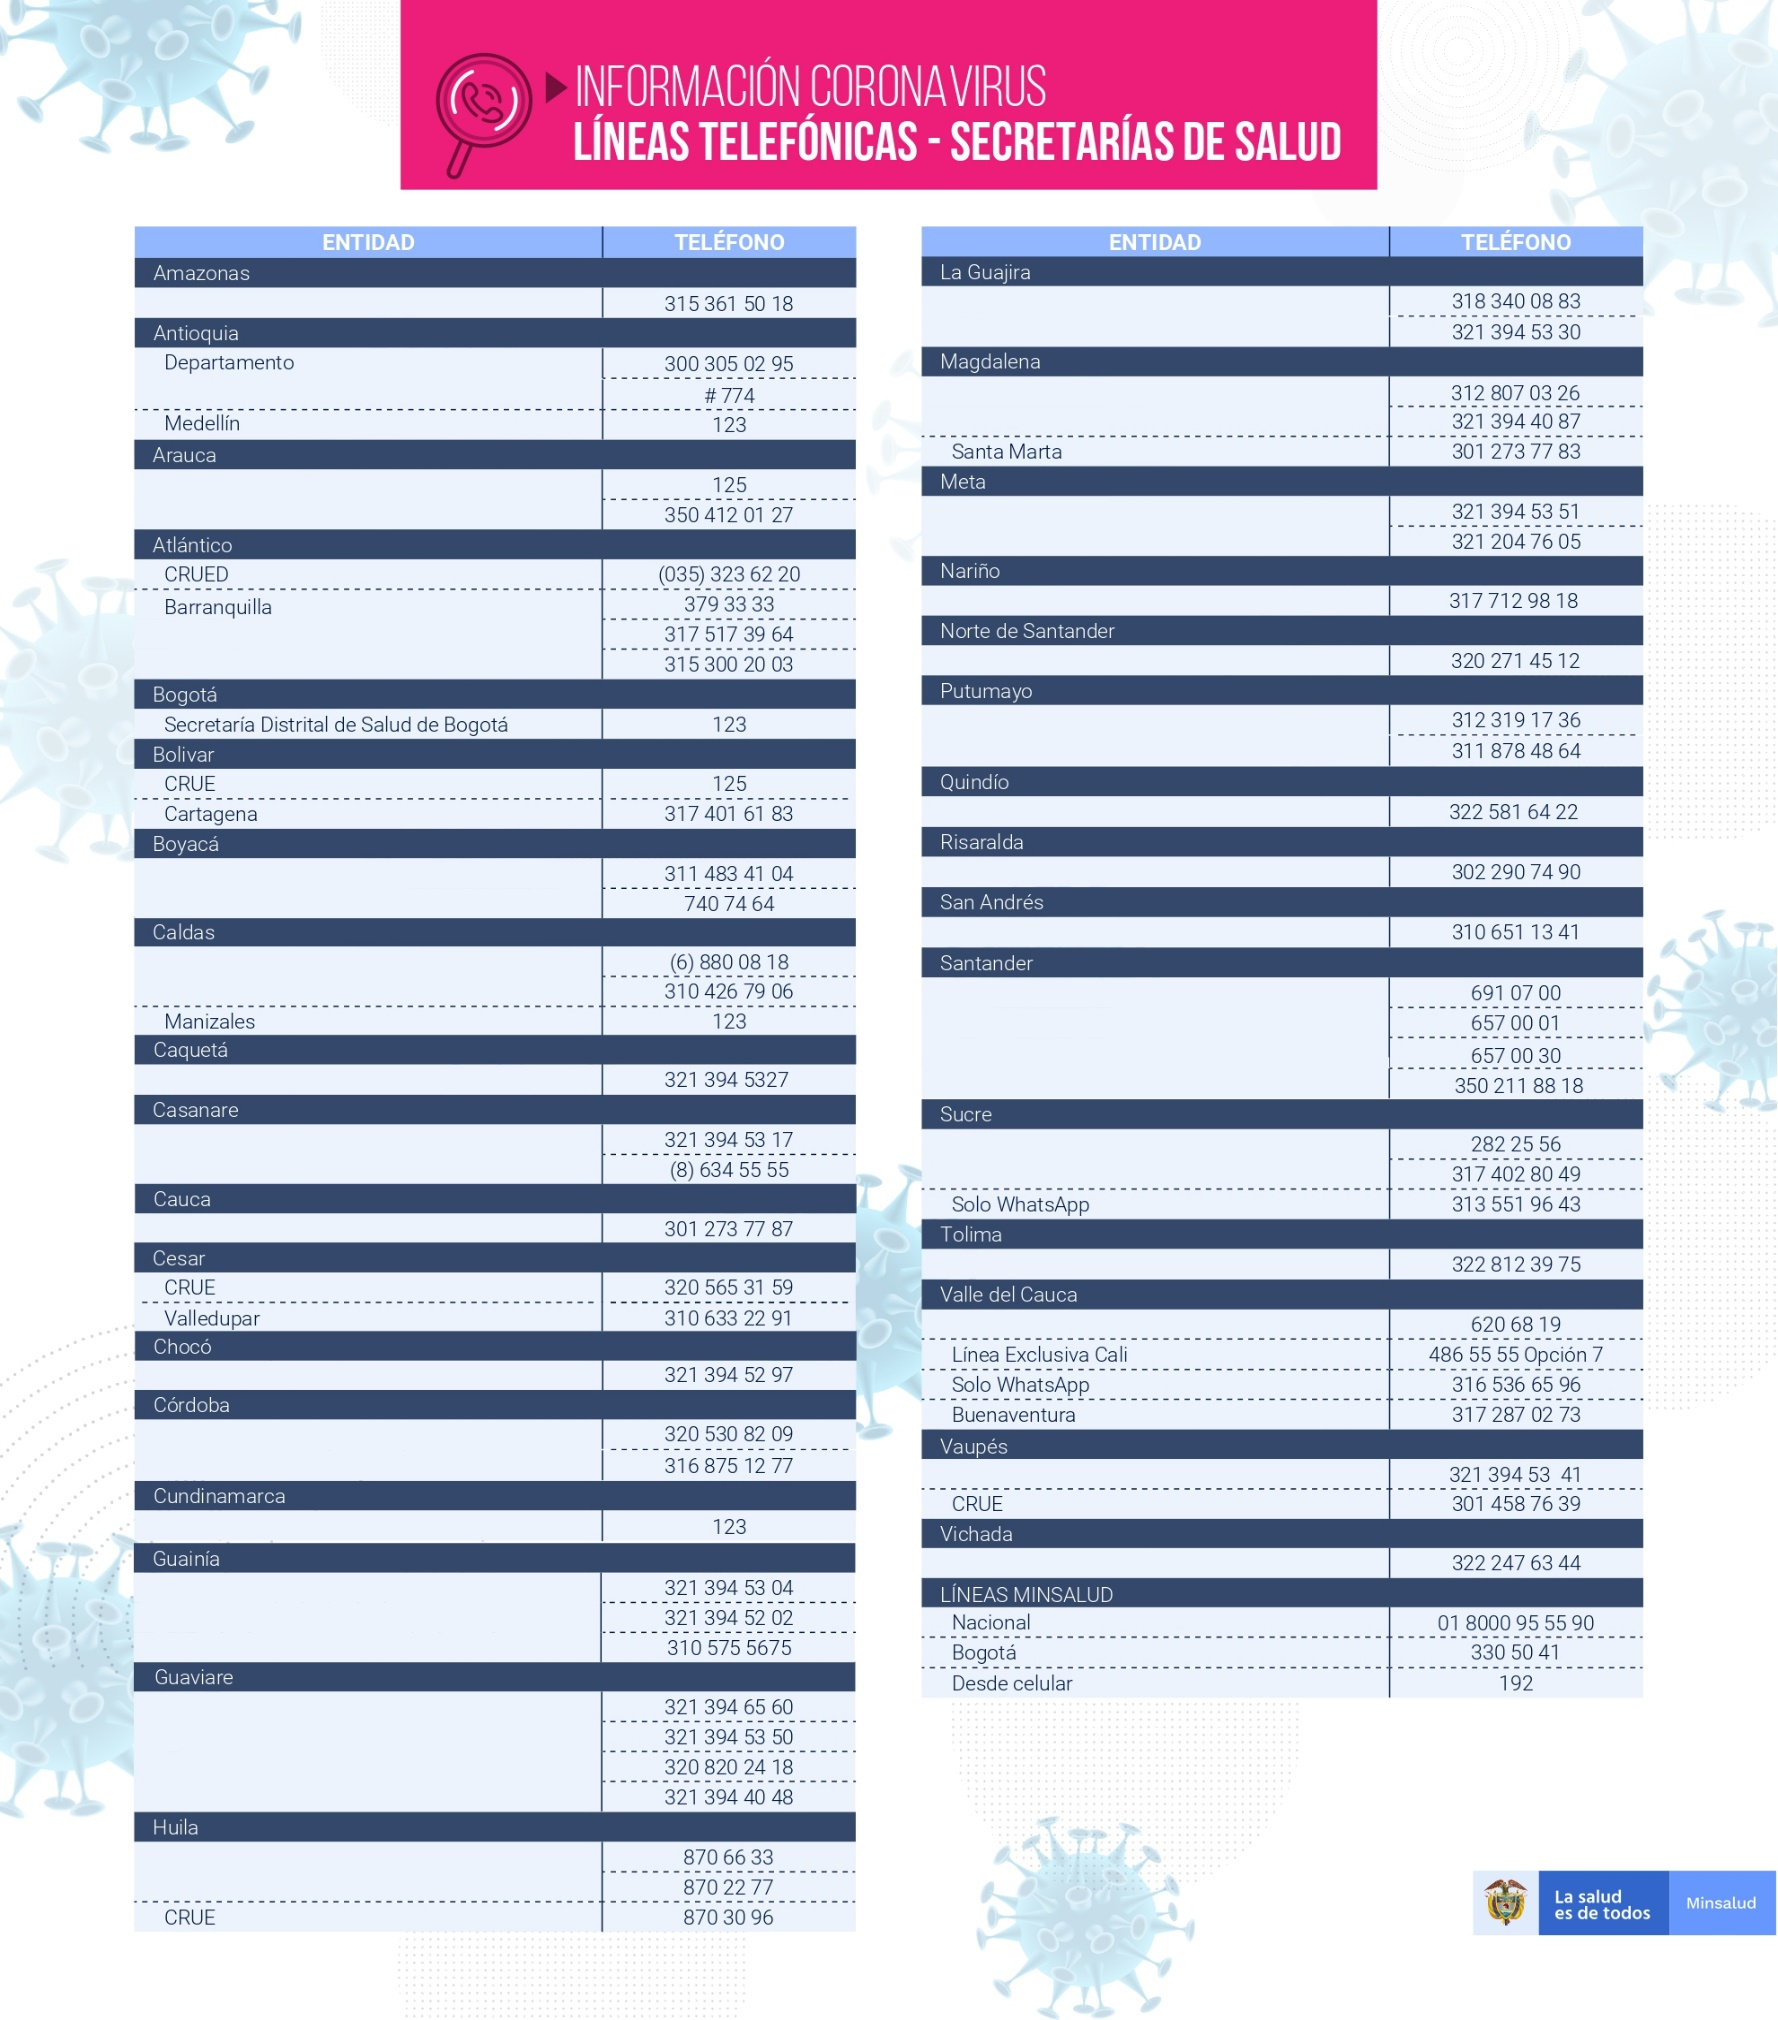 INFORMACIÓN CORONAVIRUS
LÍNEAS TELEFÓNICAS - SECRETARÍAS DE SALUD
ENTIDAD TELÉFONO
Amazonas
315 361 50 18
Antioquia
Departamento 300 305 02 95
# 774
Medellín 123
Arauca
125
350 412 01 27
Atlántico
CRUED (035) 323 62 20
Barranquilla 379 33 33
317 517 39 64
315 300 20 03
Bogotá
Secretaría Distrital de Salud de Bogotá 123
Bolivar
CRUE 125
Cartagena 317 401 61 83
Boyacá
311 483 41 04
740 74 64
Caldas
(6) 880 08 18
310 426 79 06
Manizales 123
Caquetá
321 394 5327
Casanare
321 394 53 17
(8) 634 55 55
Cauca
301 273 77 87
Cesar
CRUE 320 565 31 59
Valledupar 310 633 22 91
Chocó
321 394 52 97
Córdoba
320 530 82 09
316 875 12 77
Cundinamarca
123
Guainía
321 394 53 04
321 394 52 02
310 575 5675
Guaviare
321 394 65 60
321 394 53 50
320 820 24 18
321 394 40 48
Huila
870 66 33
870 22 77
CRUE 870 30 96
ENTIDAD TELÉFONO
La Guajira
318 340 08 83
321 394 53 30
Magdalena
312 807 03 26
321 394 40 87
Santa Marta 301 273 77 83
Meta
321 394 53 51
321 204 76 05
Nariño
317 712 98 18
Norte de Santander
320 271 45 12
Putumayo
312 319 17 36
311 878 48 64
Quindío
322 581 64 22
Risaralda
302 290 74 90
San Andrés
310 651 13 41
Santander
691 07 00
657 00 01
657 00 30
350 211 88 18
Sucre
282 25 56
317 402 80 49
Solo WhatsApp 313 551 96 43
Tolima
322 812 39 75
Valle del Cauca
620 68 19
Línea Exclusiva Cali 486 55 55 Opción 7
Solo WhatsApp 316 536 65 96
Buenaventura 317 287 02 73
Vaupés
321 394 53 41
CRUE 301 458 76 39
Vichada
322 247 63 44
LÍNEAS MINSALUD
Nacional 01 8000 95 55 90
Bogotá 330 50 41
Desde celular 192
La salud
es de todos
Minsalud